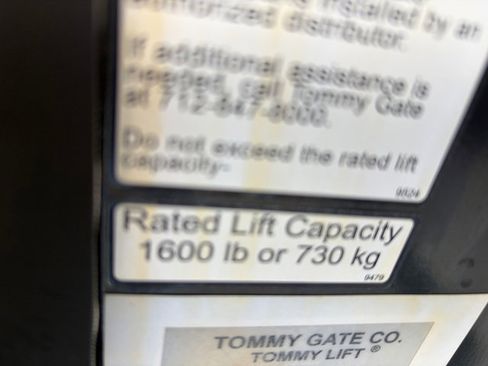 is installed by an
authorized distributor.
If additional assistance is
needed, call Tommy Gate
at 712-847-8000.
Do not exceed the rated lift
capacity-
9824
Rated Lift Capacity
1600 lb or 730 kg
9479
TOMMY GATE CO.
TOMMY LIFT ®